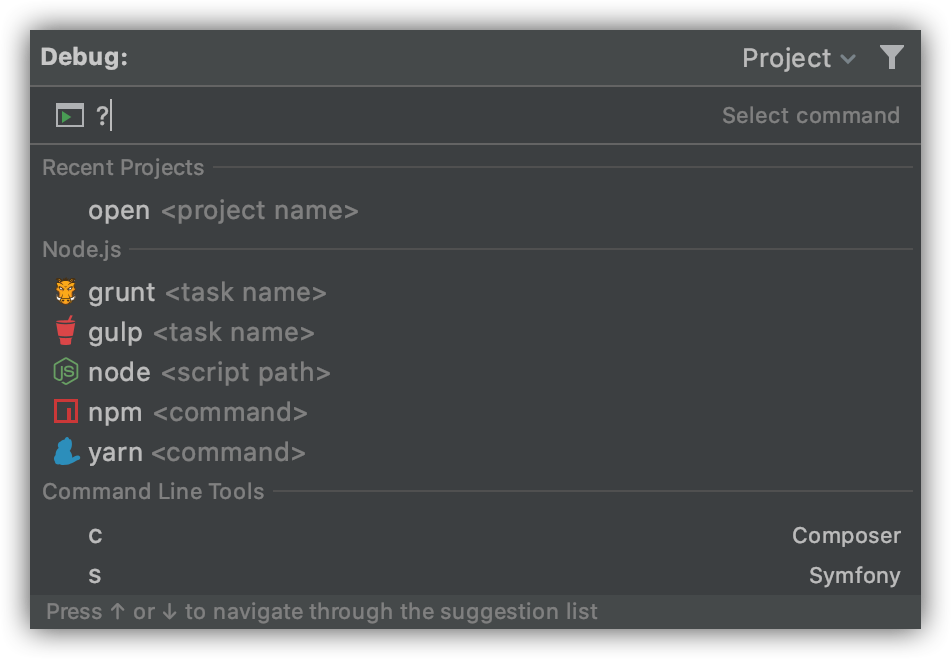 Debug:
Project
?
Select command
Recent Projects
open <project name>
Node.js
grunt <task name>
gulp <task name>
JS node <script path>
npm <command>
yarn <command>
Command Line Tools
c Composer
s Symfony
Press ↑ or ↓ to navigate through the suggestion list